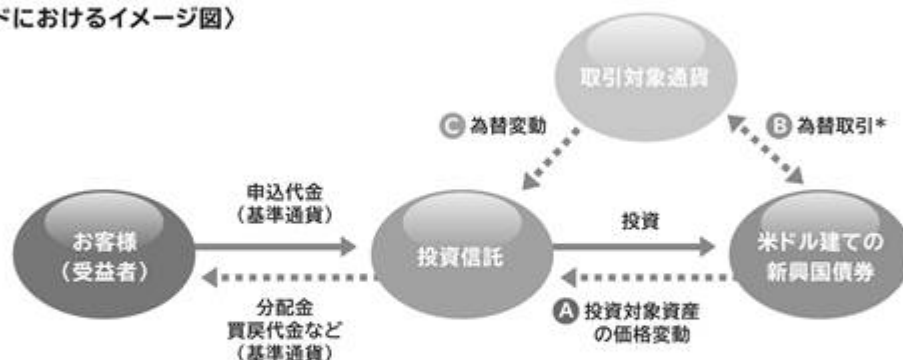 ドにおけるイメージ図〉
取引対象通貨
C 為替変動
B 為替取引*
申込代金
(基準通貨)
投資
お客様
(受益者)
投資信託
米ドル建ての
新興国債券
分配金
買戻代金など
(基準通貨)
A 投資対象資産
の価格変動